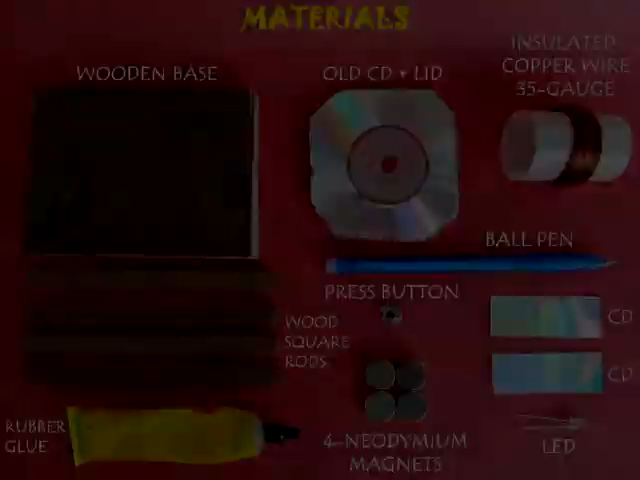 MATERIALS
WOODEN BASE
OLD CD + LID
INSULATED
COPPER WIRE
35-GAUGE
BALL PEN
PRESS BUTTON
WOOD
SQUARE
RODS
CD
CD
RUBBER
GLUE
4-NEODYMIUM
MAGNETS
LED